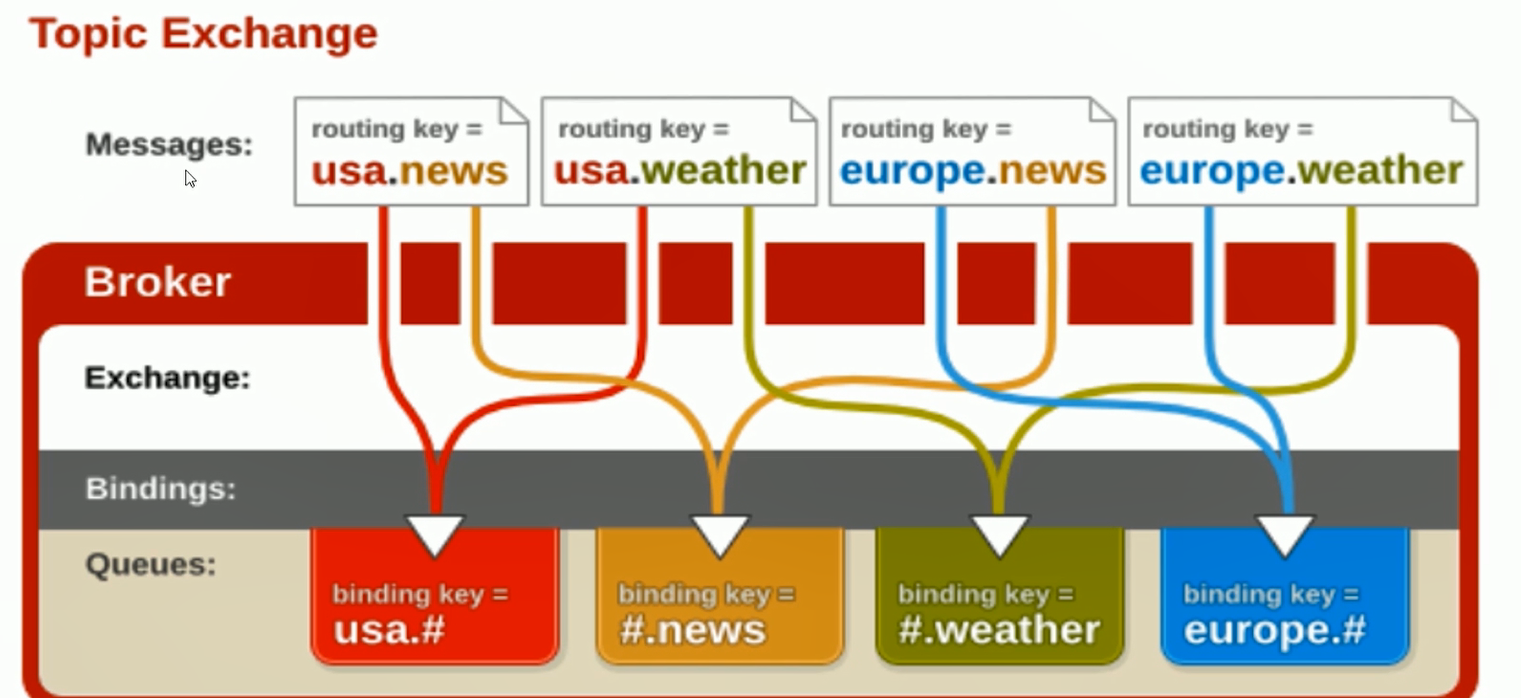 Topic Exchange
Messages:
routing key =
usa.news
routing key =
usa.weather
routing key =
europe.news
routing key =
europe.weather
Broker
Exchange:
Bindings:
Queues:
binding key =
usa.#
binding key =
#.news
binding key =
#.weather
binding key =
europe.#